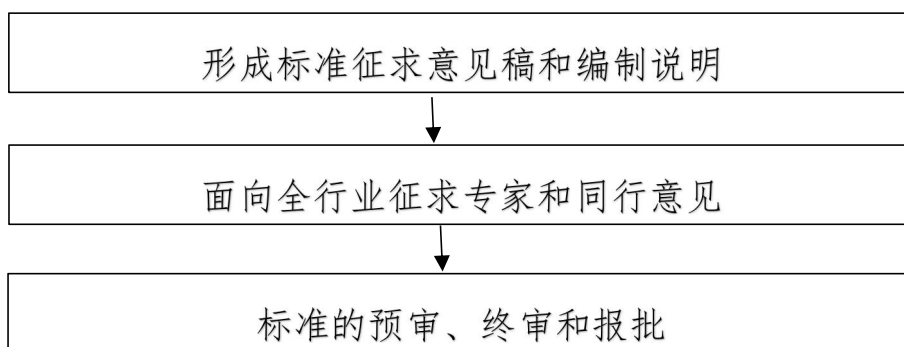 形成标准征求意见稿和编制说明
面向全行业征求专家和同行意见
标准的预审、终审和报批